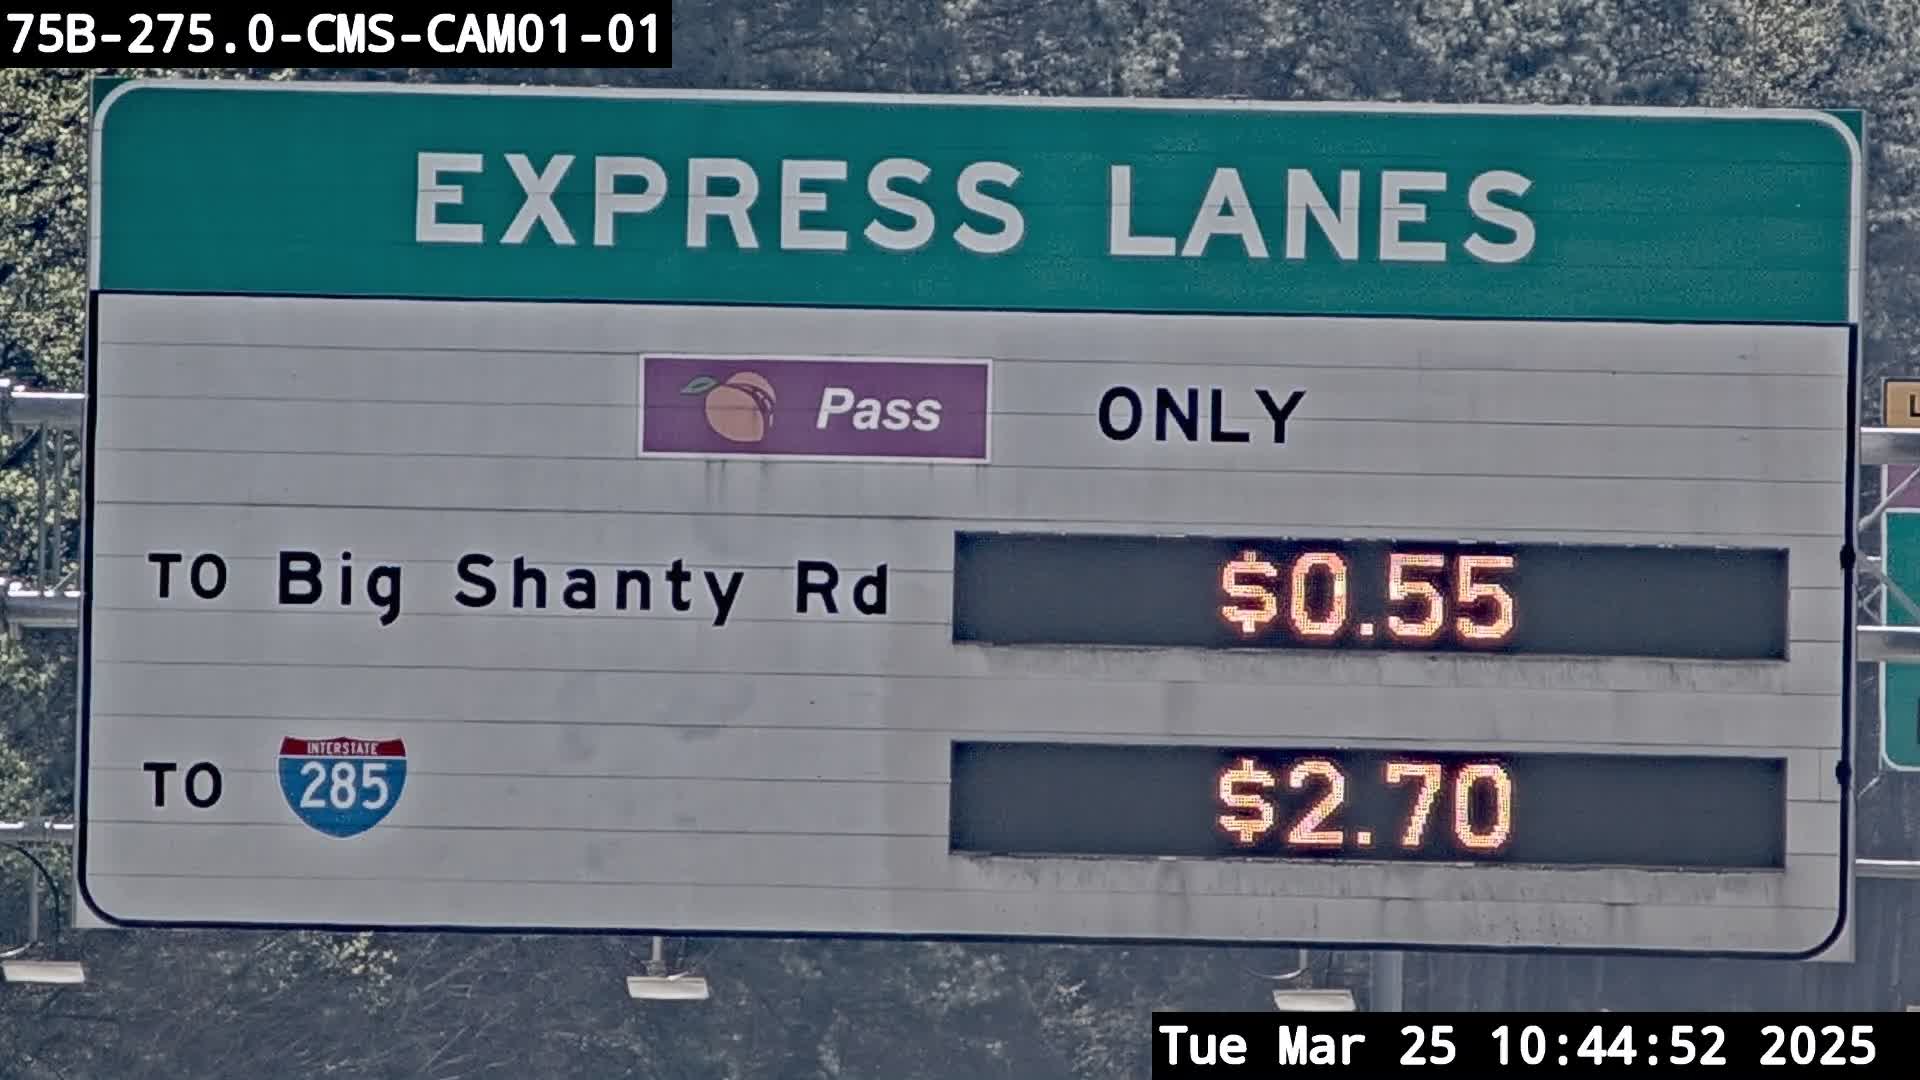 75B-275.0-CMS-CAM01-01
EXPRESS LANES
Pass ONLY
TO Big Shanty Rd $0.55
INTERSTATE
TO 285 $2.70
Tue Mar 25 10:44:52 2025